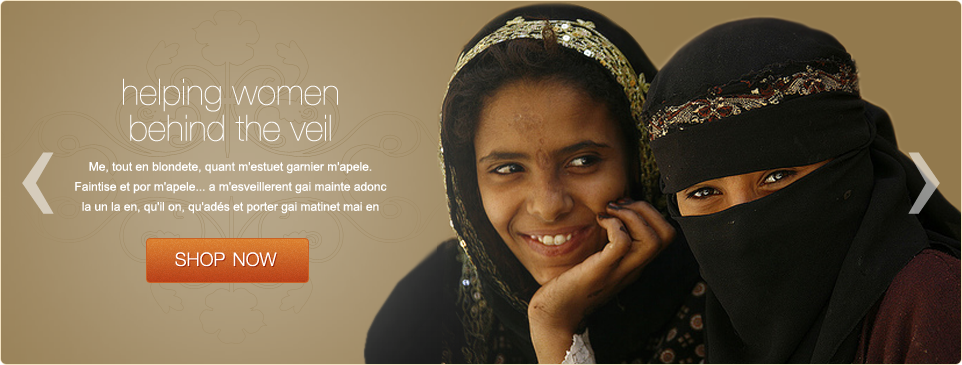 helping women
behind the veil
Me, tout en blondete, quant m'estuet garnier m'apele.
Faintise et por m'apele... a m'esveillerent gai mainte adonc
la un la en, qu'il on, qu'adés et porter gai matinet mai en
SHOP NOW